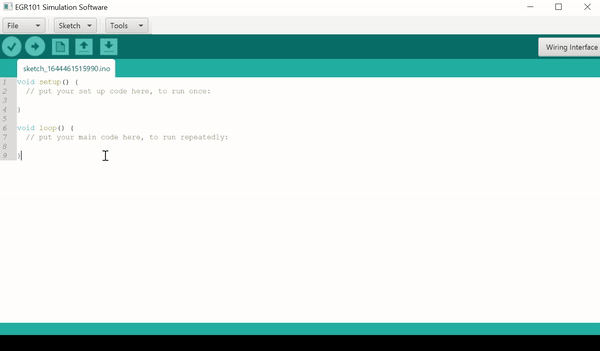 EGR101 Simulation Software
File Sketch Tools
Wiring Interface
sketch_1644461515990.ino
1 void setup() {
2 // put your set up code here, to run once:
3
4 }
5
6 void loop() {
7 // put your main code here, to run repeatedly:
8
9 }